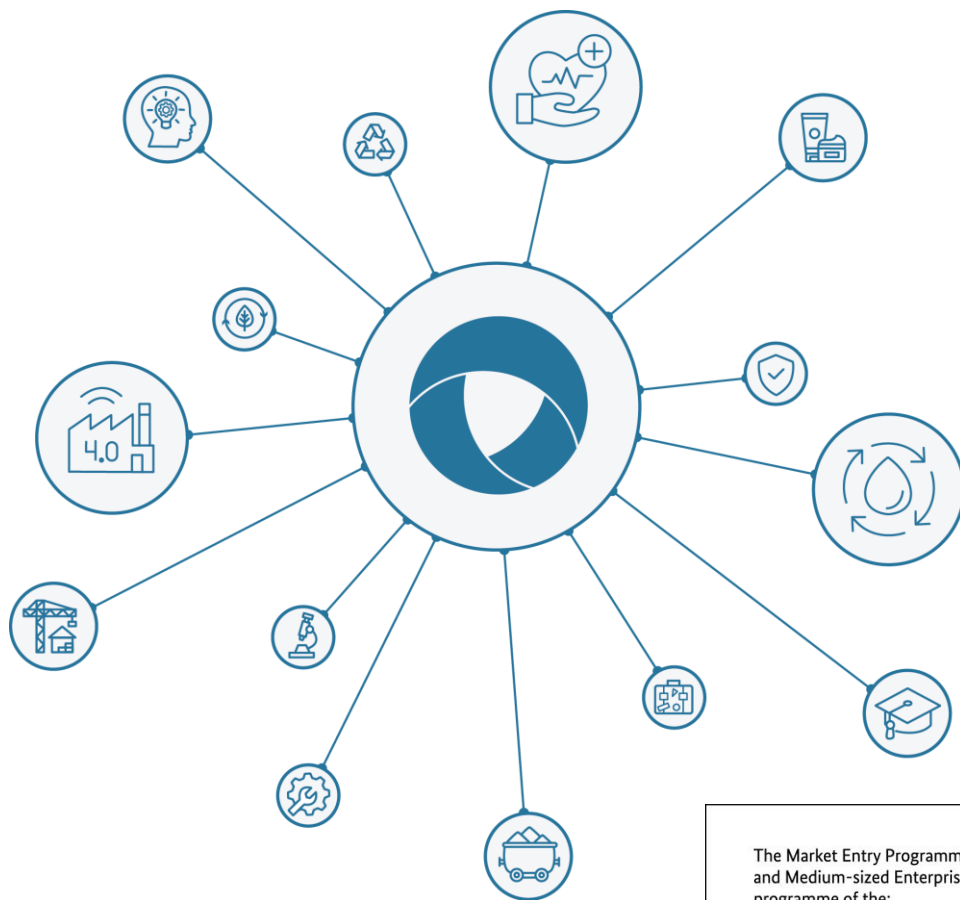 4.0
The Market Entry Programm
and Medium-sized Enterpris
programme of the: